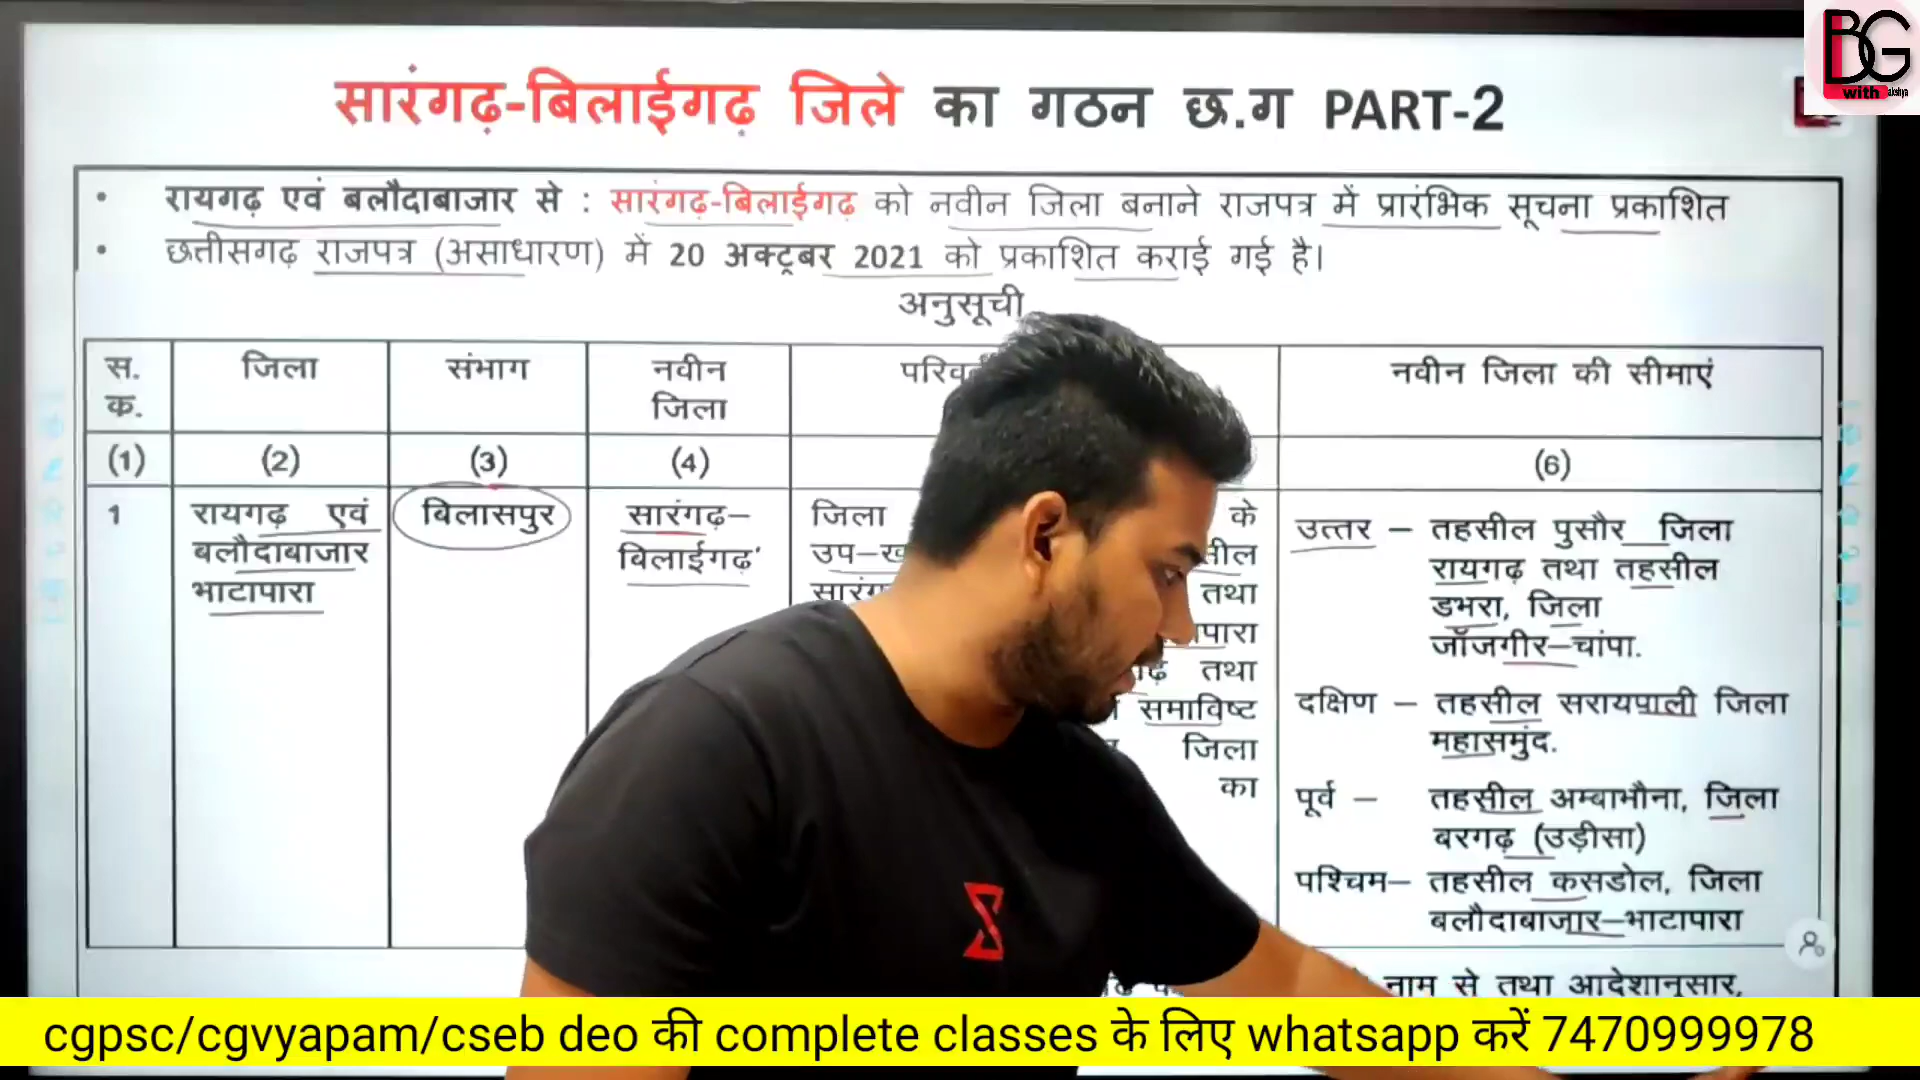 BG
with
सारंगढ़-बिलाईगढ़ जिले का गठन छ.ग PART-2
• रायगढ़ एवं बलौदाबाजार से : सारंगढ़-बिलाईगढ़ को नवीन जिला बनाने राजपत्र में प्रारंभिक सूचना प्रकाशित
• छत्तीसगढ़ राजपत्र (असाधारण) में 20 अक्टूबर 2021 को प्रकाशित कराई गई है।
अनुसूची
स. क. जिला संभाग नवीन जिला नवीन जिला की सीमाएं
(1) (2) (3) (4) (6)
1 रायगढ़ एवं बिलासपुर सारंगढ़– जिला के
बलौदाबाजार बिलाईगढ़'
भाटापारा तथा
तथा
समाविष्ट
जिला
का
उत्तर – तहसील पुसौर जिला
रायगढ़ तथा तहसील
डभरा, जिला
जॉजगीर–चांपा.
दक्षिण – तहसील सरायपाली जिला
महासमुंद.
पूर्व – तहसील अम्बाभौना, जिला
बरगढ़ (उड़ीसा)
पश्चिम– तहसील कसडोल, जिला
बलौदाबाजार–भाटापारा
नाम से तथा आदेशानुसार,
cgpsc/cgvyapam/cseb deo की complete classes के लिए whatsapp करें 7470999978